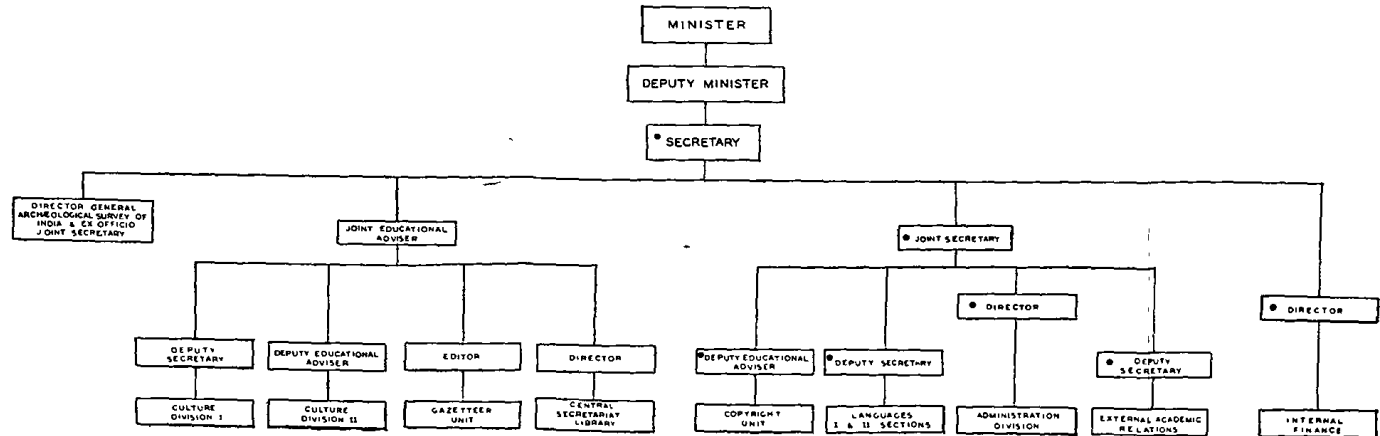 MINISTER
DEPUTY MINISTER
• SECRETARY
DIRECTOR GENERAL
ARCHÆOLOGICAL SURVEY OF
INDIA & EX OFFICIO
JOINT SECRETARY
JOINT EDUCATIONAL
ADVISER
• JOINT SECRETARY
• DIRECTOR
• DIRECTOR
DEPUTY
SECRETARY
DEPUTY EDUCATIONAL
ADVISER
EDITOR
DIRECTOR
• DEPUTY EDUCATIONAL
ADVISER
• DEPUTY SECRETARY
• DEPUTY
SECRETARY
CULTURE
DIVISION I
CULTURE
DIVISION II
GAZETTEER
UNIT
CENTRAL
SECRETARIAT
LIBRARY
COPYRIGHT
UNIT
LANGUAGES
I & II SECTIONS
ADMINISTRATION
DIVISION
EXTERNAL ACADEMIC
RELATIONS
INTERNAL
FINANCE